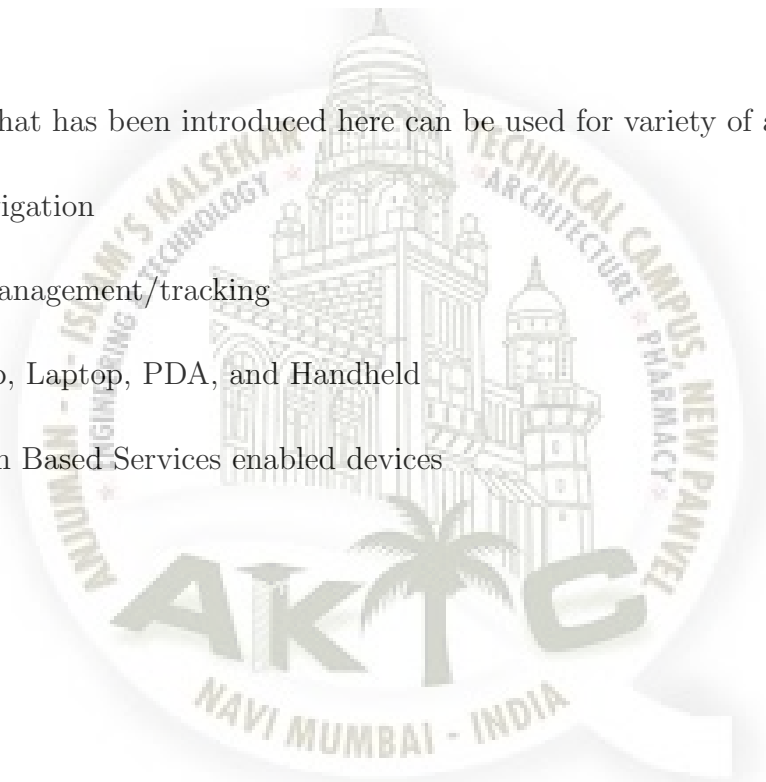 hat has been introduced here can be used for variety of a
igation
anagement/tracking
, Laptop, PDA, and Handheld
n Based Services enabled devices
ANJUMN - I - ISLAM'S KALSEKAR TECHNICAL CAMPUS, NEW PANVEL
ENGINEERING TECHNOLOGY ARCHITECTURE PHARMACY
AKTC
NAVI MUMBAI - INDIA